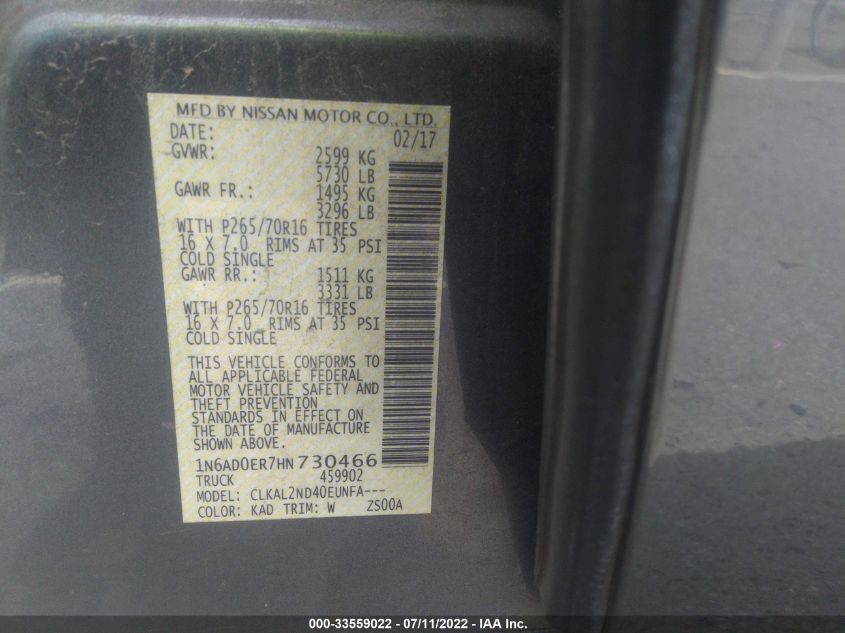 MFD BY NISSAN MOTOR CO., LTD.
DATE: 02/17
GVWR: 2599 KG
5730 LB
GAWR FR.: 1495 KG
3296 LB
WITH P265/70R16 TIRES
16 X 7.0 RIMS AT 35 PSI
COLD SINGLE
GAWR RR.: 1511 KG
3331 LB
WITH P265/70R16 TIRES
16 X 7.0 RIMS AT 35 PSI
COLD SINGLE
THIS VEHICLE CONFORMS TO
ALL APPLICABLE FEDERAL
MOTOR VEHICLE SAFETY AND
THEFT PREVENTION
STANDARDS IN EFFECT ON
THE DATE OF MANUFACTURE
SHOWN ABOVE.
1N6AD0ER7HN730466
TRUCK 459902
MODEL: CLKAL2ND40EUNFA---
COLOR: KAD TRIM: W ZS00A
000-33559022 - 07/11/2022 - IAA Inc.